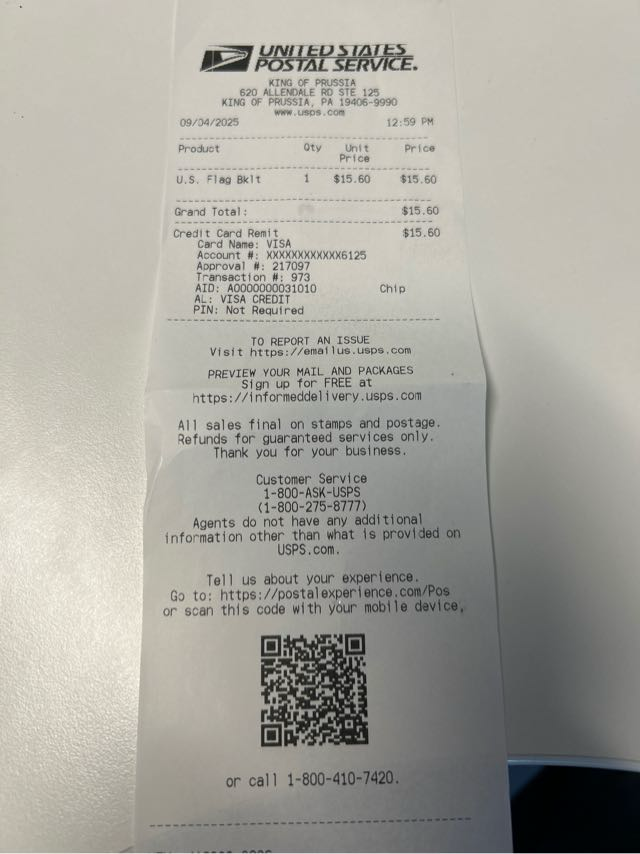 UNITED STATES
POSTAL SERVICE.
KING OF PRUSSIA
620 ALLENDALE RD STE 125
KING OF PRUSSIA, PA 19406-9990
www.usps.com
09/04/2025 12:59 PM
Product Qty Unit Price
Price
U.S. Flag Bklt 1 $15.60 $15.60
Grand Total: $15.60
Credit Card Remit $15.60
Card Name: VISA
Account #: XXXXXXXXXXXX6125
Approval #: 217097
Transaction #: 973
AID: A0000000031010 Chip
AL: VISA CREDIT
PIN: Not Required
TO REPORT AN ISSUE
Visit https://emailus.usps.com
PREVIEW YOUR MAIL AND PACKAGES
Sign up for FREE at
https://informeddelivery.usps.com
All sales final on stamps and postage.
Refunds for guaranteed services only.
Thank you for your business.
Customer Service
1-800-ASK-USPS
(1-800-275-8777)
Agents do not have any additional
information other than what is provided on
USPS.com.
Tell us about your experience.
Go to: https://postalexperience.com/Pos
or scan this code with your mobile device,
or call 1-800-410-7420.